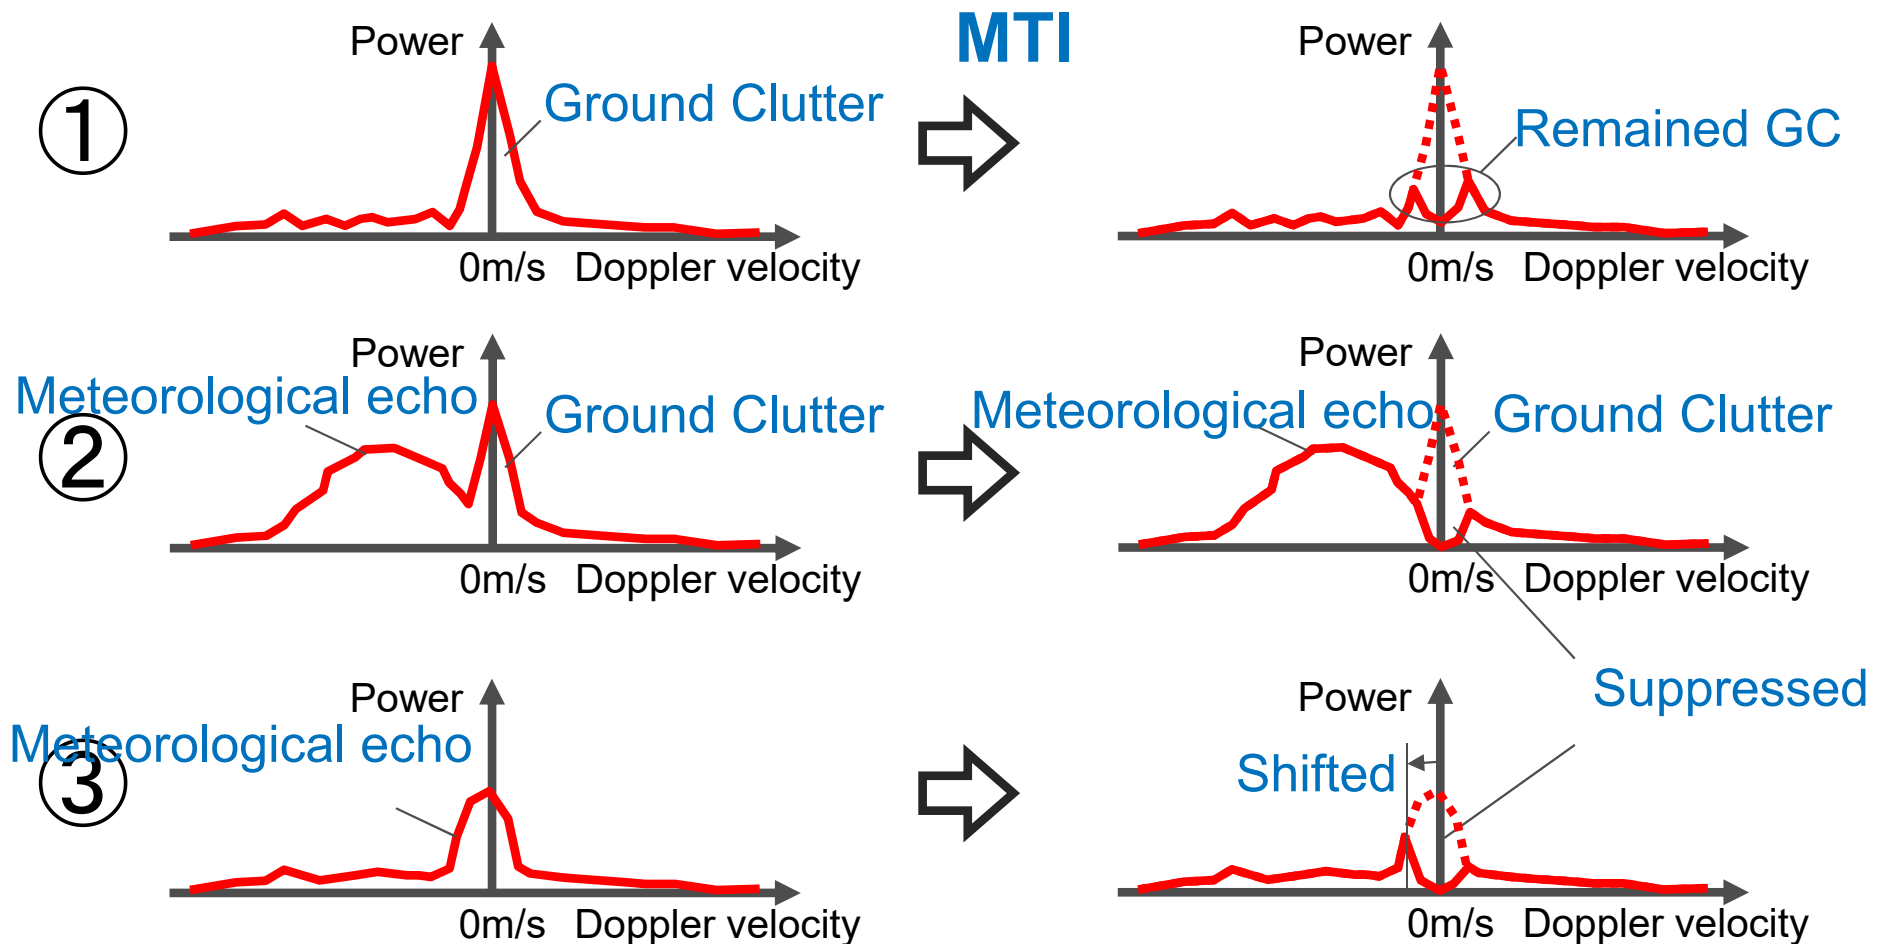 MTI
①
Power
Ground Clutter
0m/s Doppler velocity
Power
Remained GC
0m/s Doppler velocity
②
Power
Meteorological echo
Ground Clutter
0m/s Doppler velocity
Power
Meteorological echo
Ground Clutter
0m/s Doppler velocity
Suppressed
③
Power
Meteorological echo
0m/s Doppler velocity
Power
Shifted
0m/s Doppler velocity